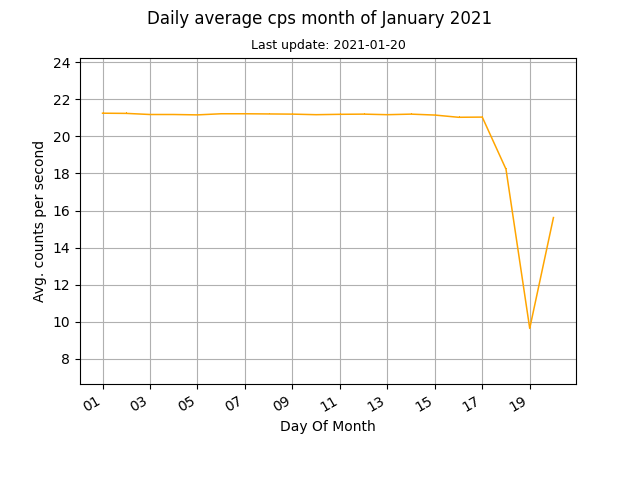 Daily average cps month of January 2021
Last update: 2021-01-20
24
22
20
18
16
14
12
10
8
Avg. counts per second
01 03 05 07 09 11 13 15 17 19
Day Of Month